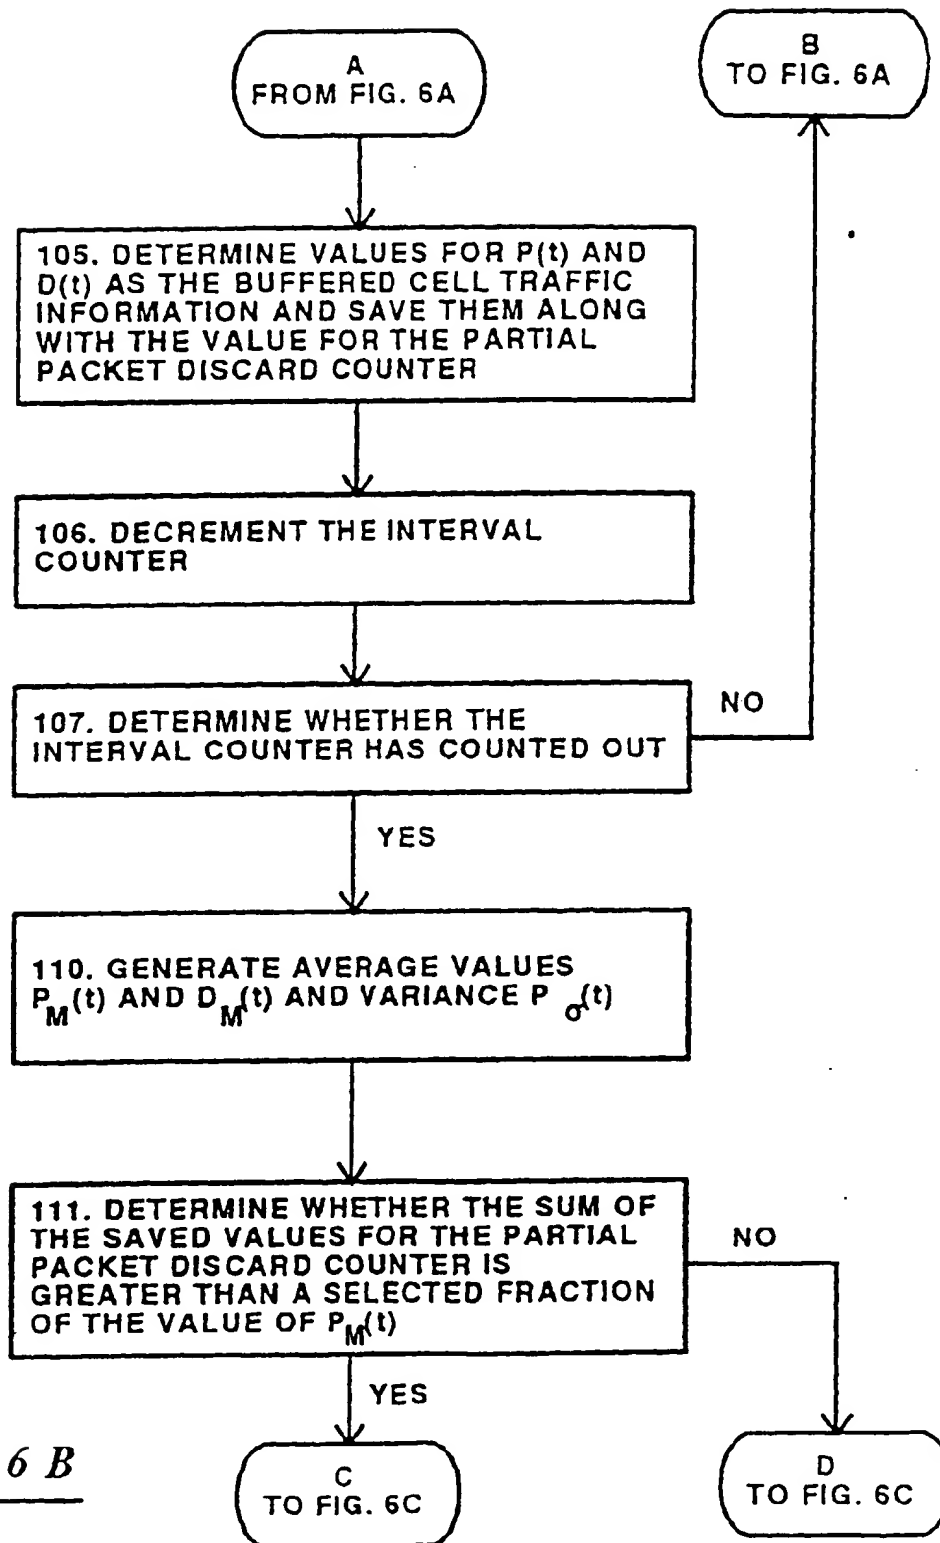 A
FROM FIG. 6A
B
TO FIG. 6A
105. DETERMINE VALUES FOR P(t) AND
D(t) AS THE BUFFERED CELL TRAFFIC
INFORMATION AND SAVE THEM ALONG
WITH THE VALUE FOR THE PARTIAL
PACKET DISCARD COUNTER
106. DECREMENT THE INTERVAL
COUNTER
107. DETERMINE WHETHER THE
INTERVAL COUNTER HAS COUNTED OUT
NO
YES
110. GENERATE AVERAGE VALUES
P_M(t) AND D_M(t) AND VARIANCE P_σ(t)
111. DETERMINE WHETHER THE SUM OF
THE SAVED VALUES FOR THE PARTIAL
PACKET DISCARD COUNTER IS
GREATER THAN A SELECTED FRACTION
OF THE VALUE OF P_M(t)
NO
YES
6 B
C
TO FIG. 6C
D
TO FIG. 6C